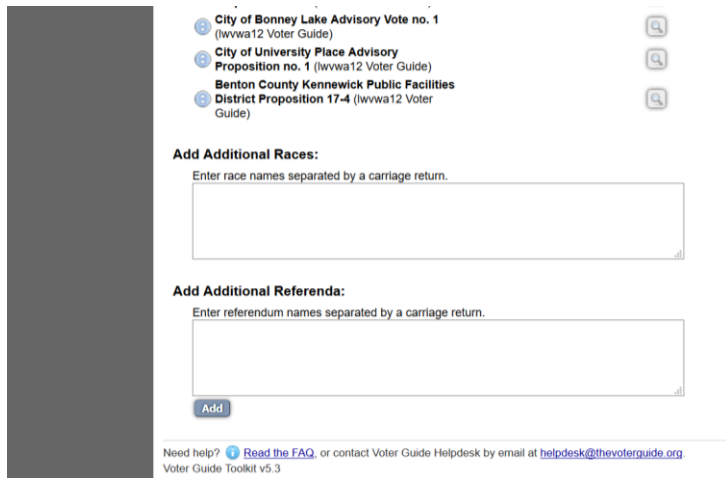 City of Bonney Lake Advisory Vote no. 1
(lwvwa12 Voter Guide)
City of University Place Advisory
Proposition no. 1 (lwvwa12 Voter Guide)
Benton County Kennewick Public Facilities
District Proposition 17-4 (lwvwa12 Voter
Guide)
Add Additional Races:
Enter race names separated by a carriage return.
Add Additional Referenda:
Enter referendum names separated by a carriage return.
Add
Need help? Read the FAQ, or contact Voter Guide Helpdesk by email at helpdesk@thevoterguide.org.
Voter Guide Toolkit v5.3